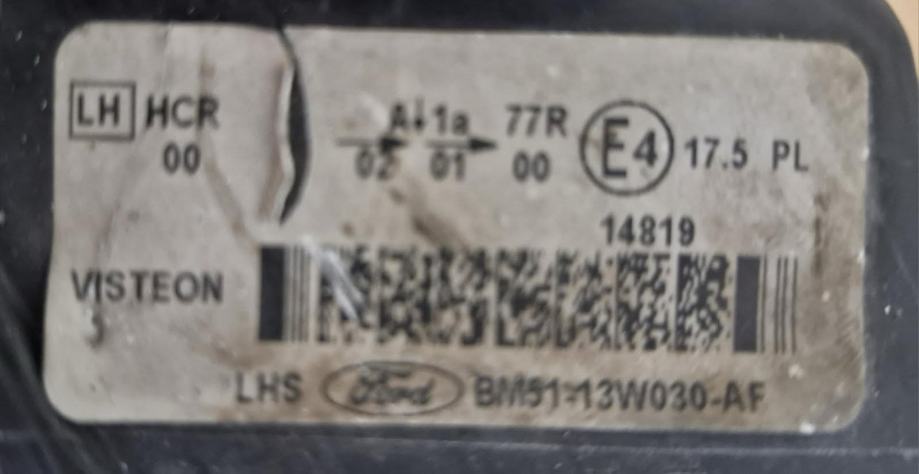 LH HCR A 1a 77R E4 17.5 PL
00 02 01 00
14819
VISTEON
LHS Ford BM51-13W030-AF